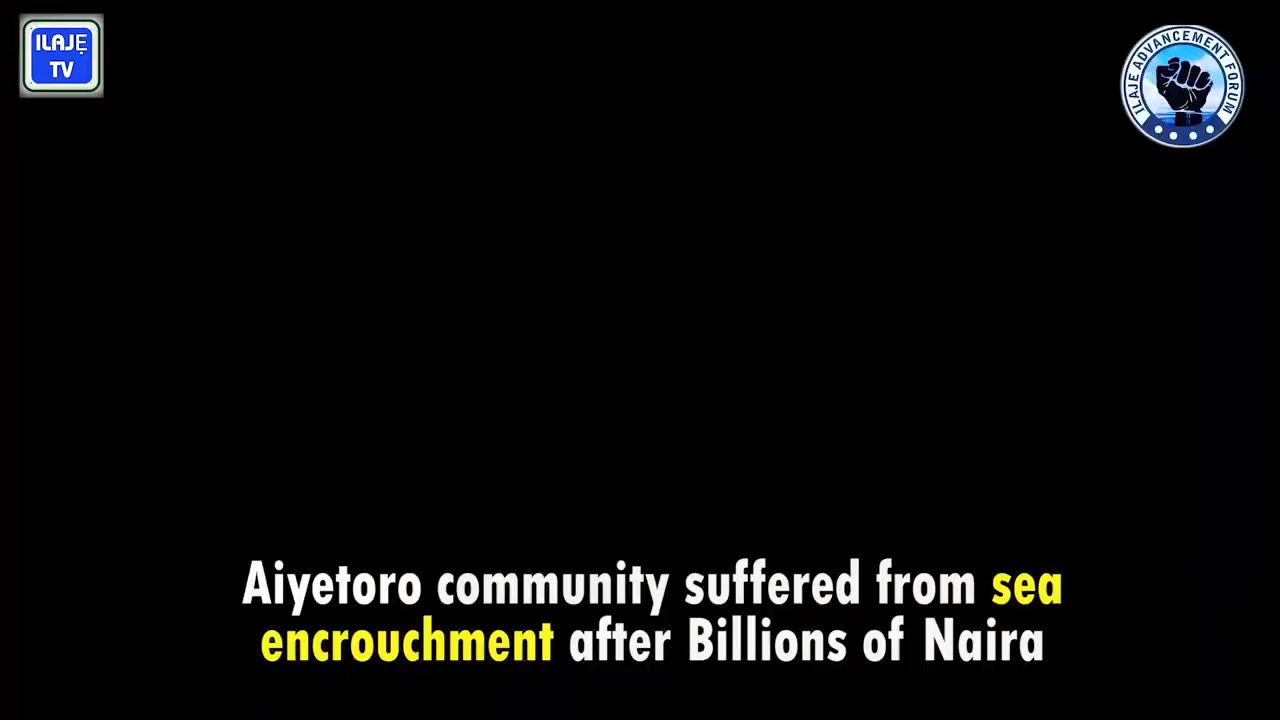 ILAJẸ
TV
ILAJE ADVANCEMENT FORUM
Aiyetoro community suffered from sea
encrouchment after Billions of Naira